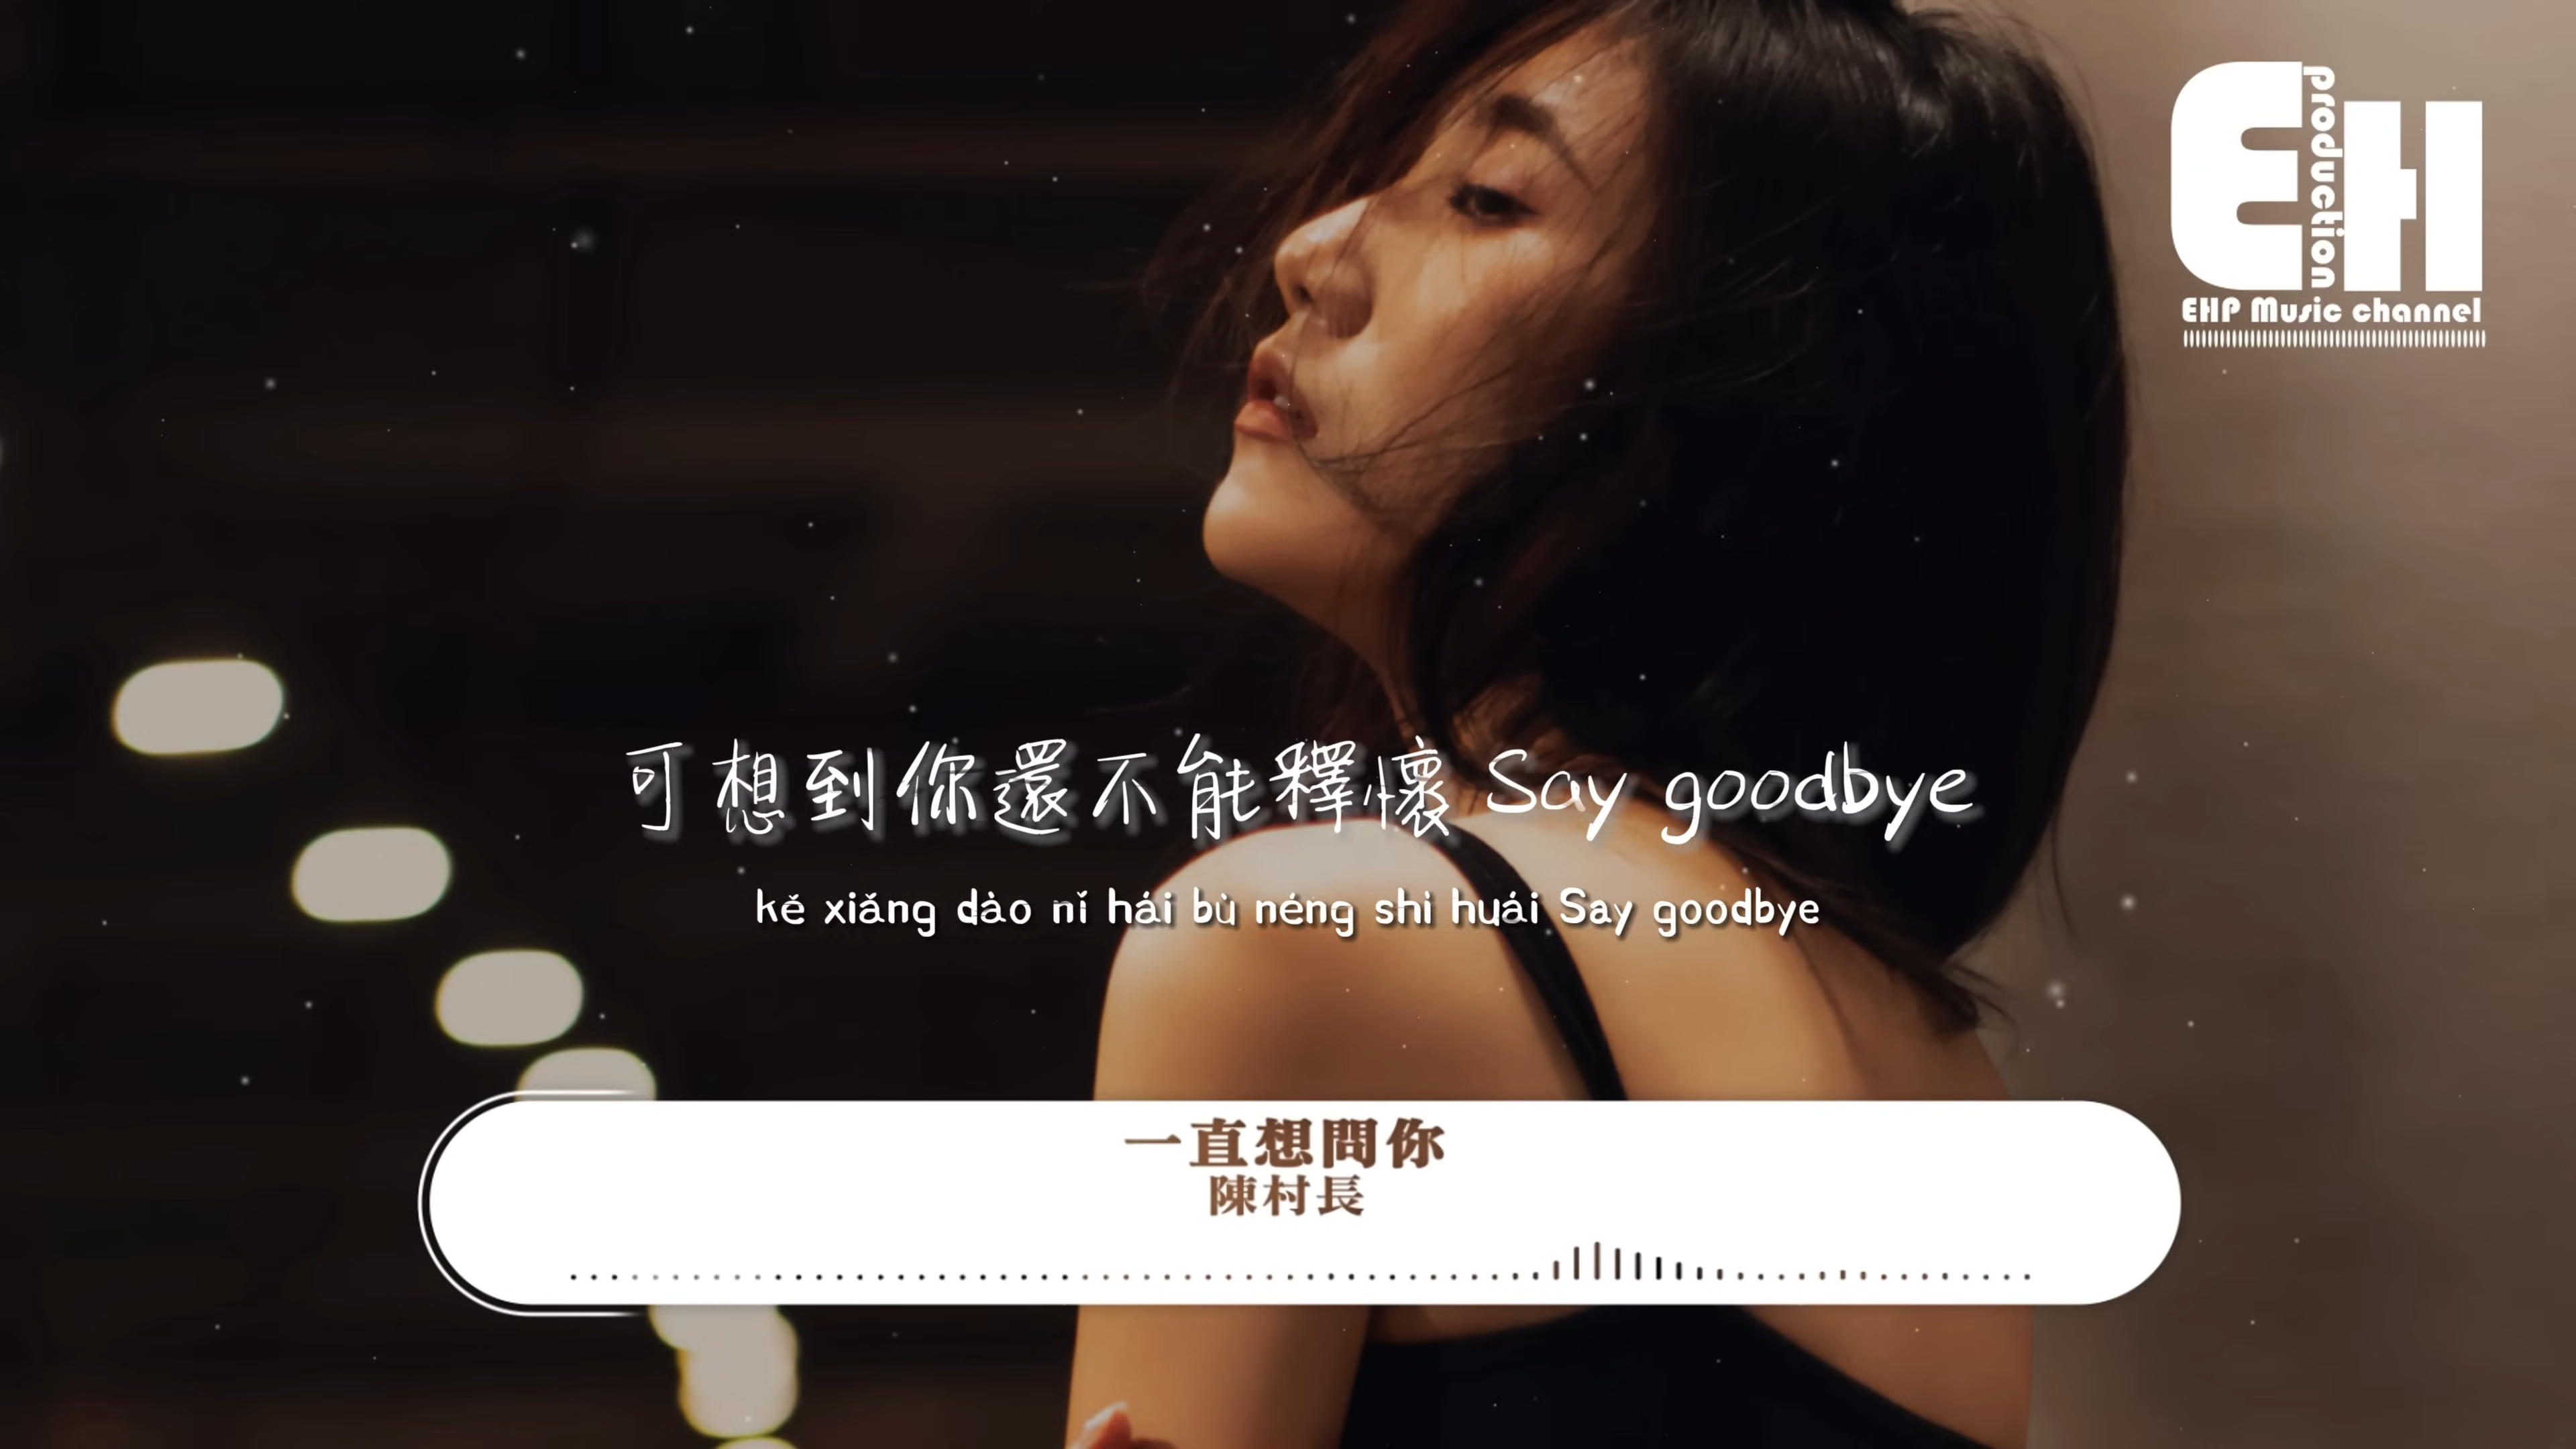 EH
production
EHP Music channel
可想到你還不能釋懷 Say goodbye
kě xiǎng dào nǐ hái bù néng shì huái Say goodbye
一直想問你
陳村長